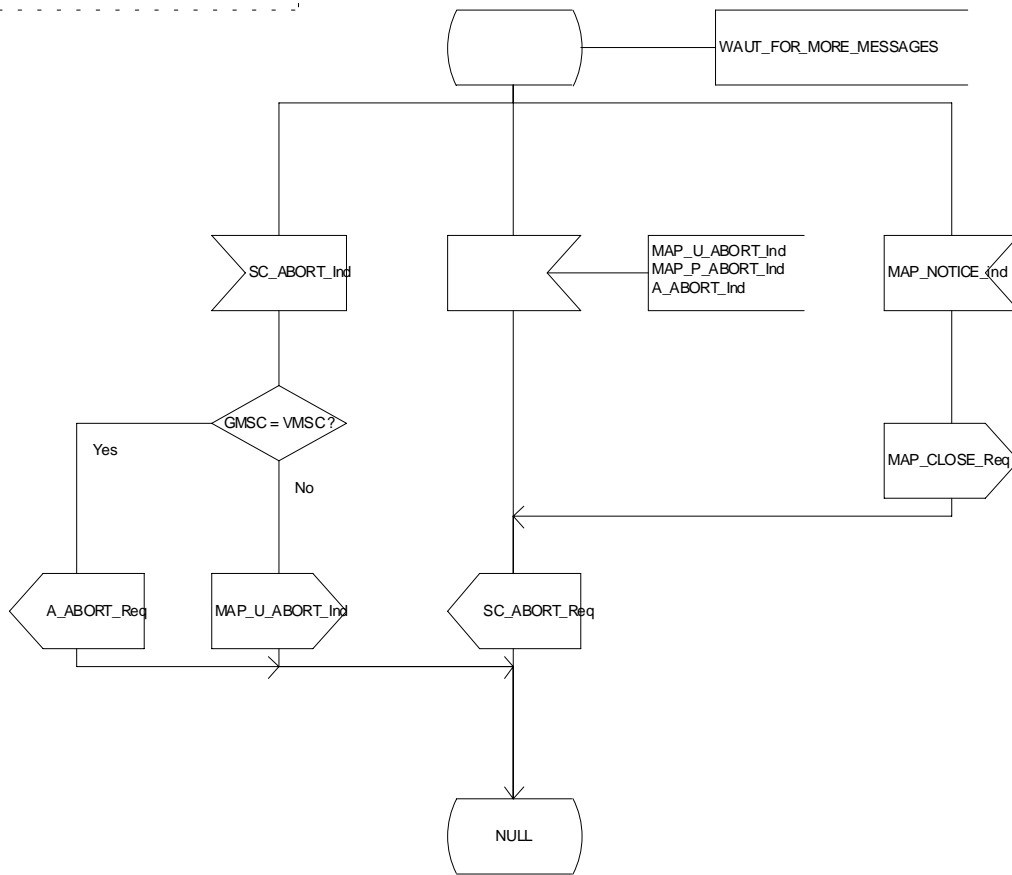 WAUT_FOR_MORE_MESSAGES
SC_ABORT_Ind
MAP_U_ABORT_Ind
MAP_P_ABORT_Ind
A_ABORT_Ind
MAP_NOTICE_Ind
GMSC = VMSC?
Yes
No
MAP_CLOSE_Req
A_ABORT_Req
MAP_U_ABORT_Ind
SC_ABORT_Req
NULL